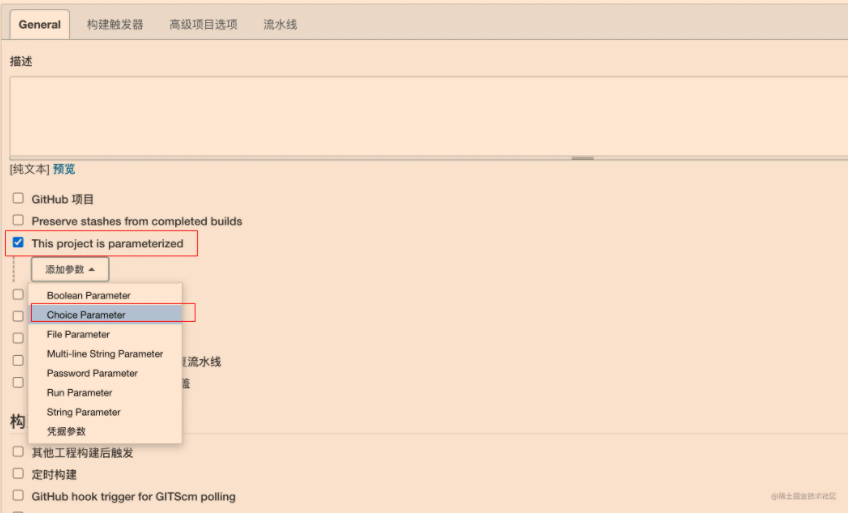 General 构建触发器 高级项目选项 流水线
描述
[纯文本] 预览
GitHub 项目
Preserve stashes from completed builds
This project is parameterized
添加参数
Boolean Parameter
Choice Parameter
File Parameter
Multi-line String Parameter
流水线
Password Parameter
盖
Run Parameter
String Parameter
构
凭据参数
其他工程构建后触发
定时构建
GitHub hook trigger for GITScm polling
@稀土掘金技术社区